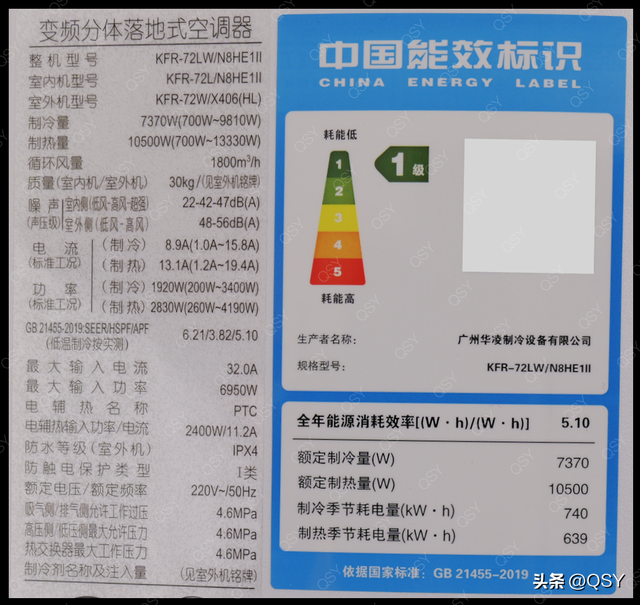 变频分体落地式空调器
整机型号 KFR-72LW/N8HE1II
室内机型号 KFR-72L/N8HE1II
室外机型号 KFR-72W/X406(HL)
制冷量 7370W(700W~9810W)
制热量 10500W(700W~13330W)
循环风量 1800m³/h
质量(室内机/室外机) 30kg/(见室外机铭牌)
噪声 室内侧(低风-高风-超强) 22-42-47dB(A)
(声压级) 室外侧(低风-高风) 48-56dB(A)
电流 (制冷) 8.9A(1.0A~15.8A)
(标准工况) (制热) 13.1A(1.2A~19.4A)
功率 (制冷) 1920W(200W~3400W)
(标准工况) (制热) 2830W(260W~4190W)
GB 21455-2019:SEER/HSPF/APF 6.21/3.82/5.10
(低温制冷按实测)
最大输入电流 32.0A
最大输入功率 6950W
电辅热名称 PTC
电辅热输入功率/电流 2400W/11.2A
防水等级(室外机) IPX4
防触电保护类型 I类
额定电压/额定频率 220V~/50Hz
吸气侧/排气侧允许工作过压 4.6MPa
高压侧/低压侧最大允许压力 4.6MPa
热交换器最大工作压力 4.6MPa
制冷剂名称及注入量 (见室外机铭牌)
中国能效标识
CHINA ENERGY LABEL
耗能低
1
2
3
4
5
耗能高
1级
生产者名称: 广州华凌制冷设备有限公司
规格型号: KFR-72LW/N8HE1II
全年能源消耗效率[(W·h)/(W·h)] 5.10
额定制冷量(W) 7370
额定制热量(W) 10500
制冷季节耗电量(kW·h) 740
制热季节耗电量(kW·h) 639
依据国家标准: GB 21455-2019
头条 @QSY